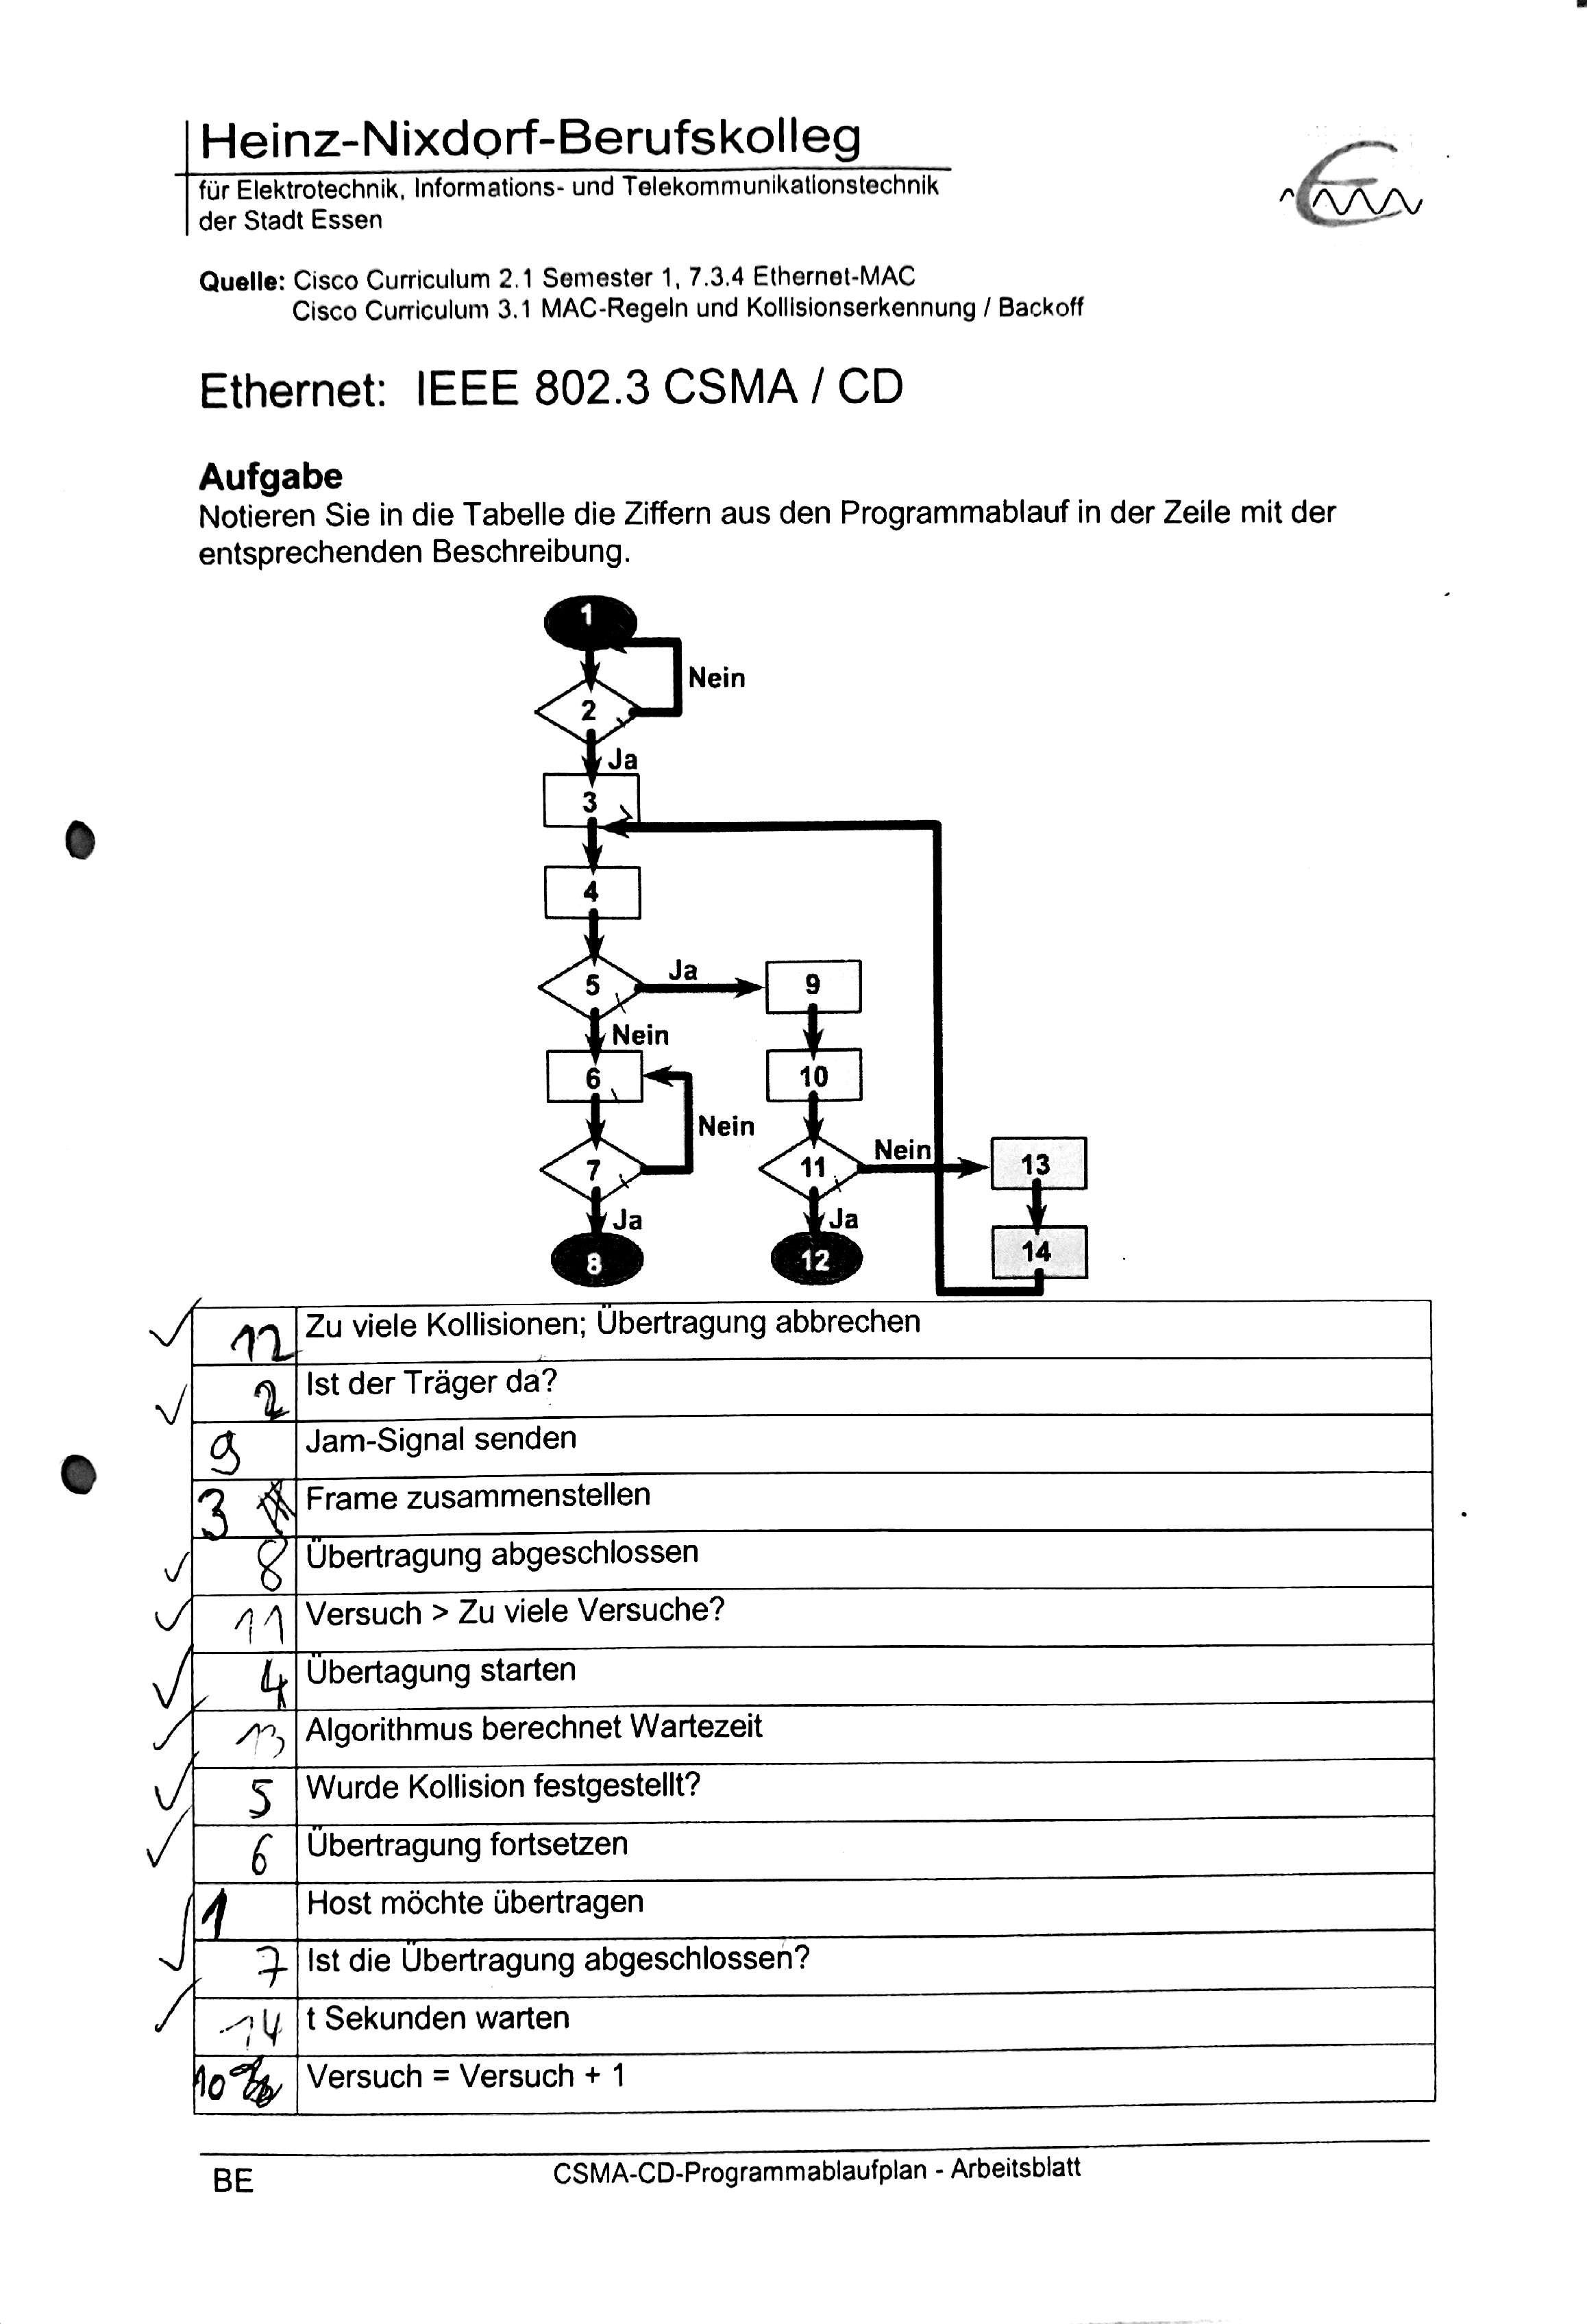 Heinz-Nixdorf-Berufskolleg
für Elektrotechnik, Informations- und Telekommunikationstechnik
der Stadt Essen
Quelle: Cisco Curriculum 2.1 Semester 1, 7.3.4 Ethernet-MAC
Cisco Curriculum 3.1 MAC-Regeln und Kollisionserkennung / Backoff
Ethernet: IEEE 802.3 CSMA / CD
Aufgabe
Notieren Sie in die Tabelle die Ziffern aus den Programmablauf in der Zeile mit der
entsprechenden Beschreibung.
1
Nein
2
Ja
3
4
5 Ja 9
Nein
6 10
Nein
7 11 Nein 13
Ja Ja
8 12 14
12 Zu viele Kollisionen; Übertragung abbrechen
2 Ist der Träger da?
9 Jam-Signal senden
3 Frame zusammenstellen
8 Übertragung abgeschlossen
11 Versuch > Zu viele Versuche?
4 Übertagung starten
13 Algorithmus berechnet Wartezeit
5 Wurde Kollision festgestellt?
6 Übertragung fortsetzen
1 Host möchte übertragen
7 Ist die Übertragung abgeschlossen?
14 t Sekunden warten
10 Versuch = Versuch + 1
BE CSMA-CD-Programmablaufplan - Arbeitsblatt